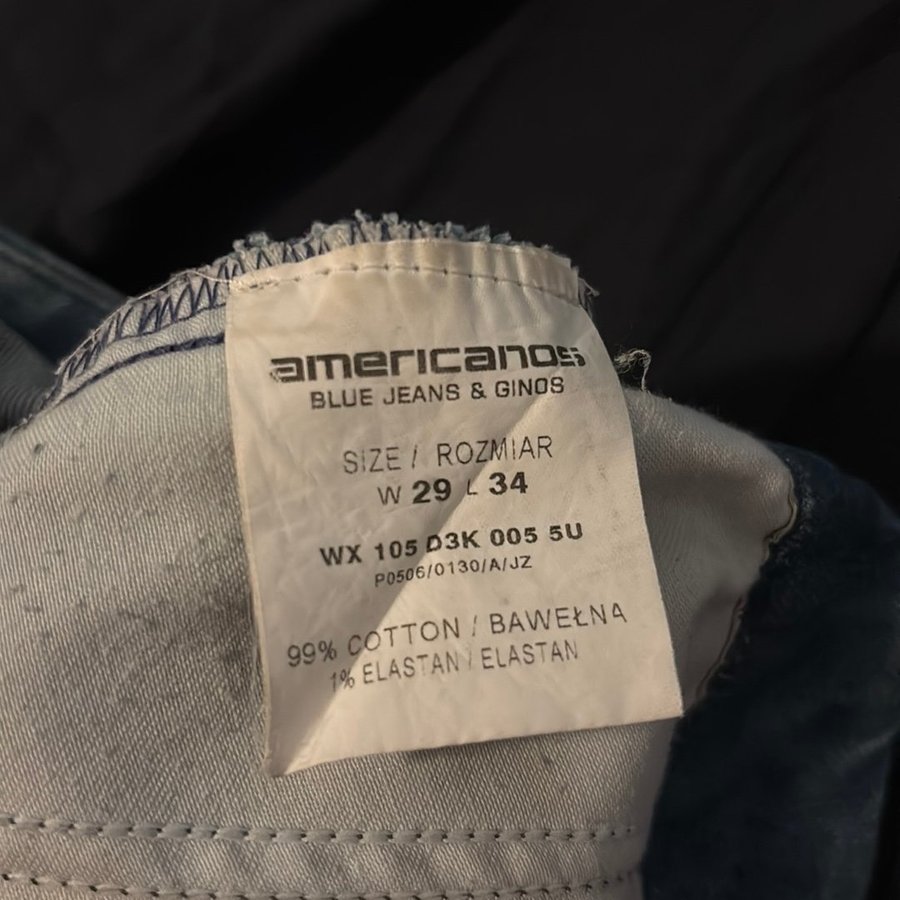 americanos
BLUE JEANS & GINOS
SIZE / ROZMIAR
W 29 L 34
WX 105 D3K 005 5U
P0506/0130/A/JZ
99% COTTON / BAWEŁNA
1% ELASTAN / ELASTAN